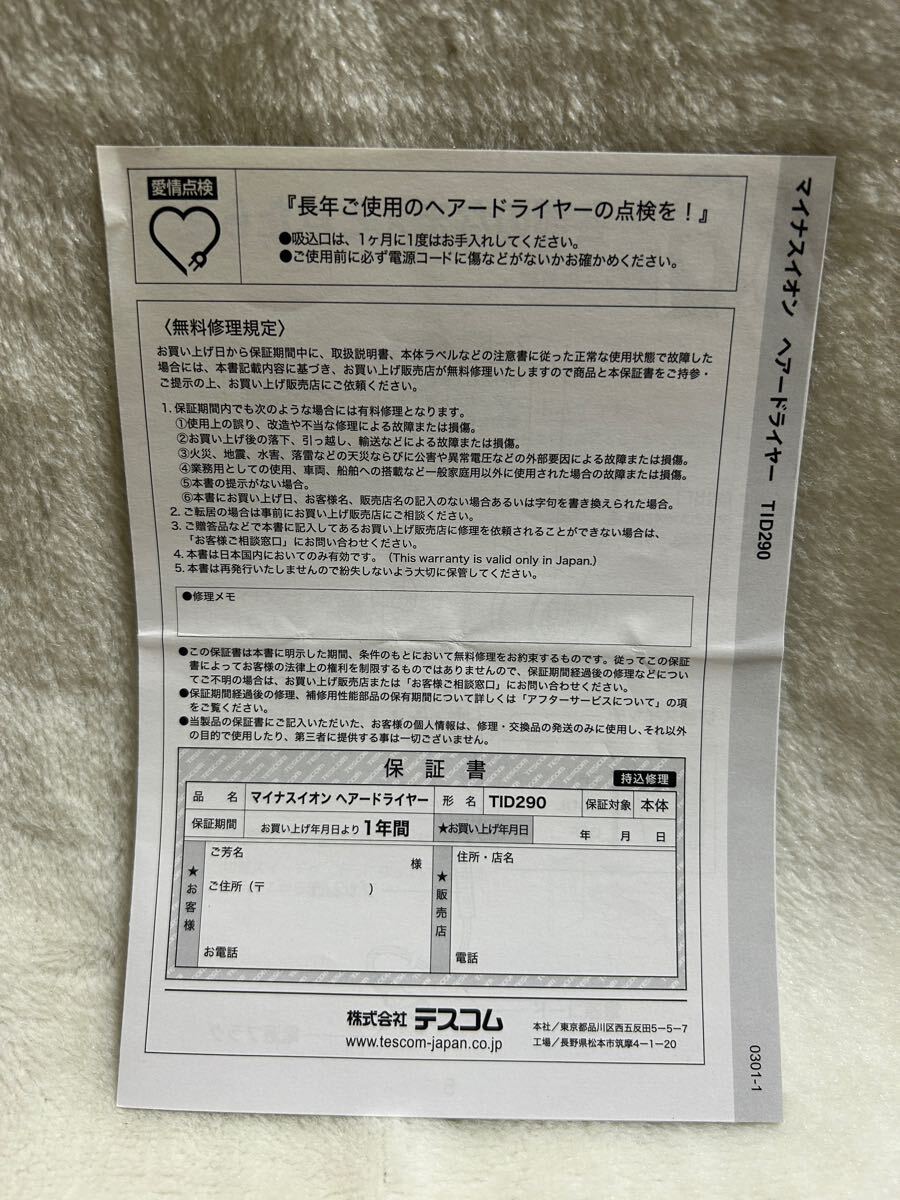 愛情点検
『長年ご使用のヘアードライヤーの点検を！』
●吸込口は、1ヶ月に1度はお手入れしてください。
●ご使用前に必ず電源コードに傷などがないかお確かめください。
マイナスイオン ヘアードライヤー TID290
〈無料修理規定〉
お買い上げ日から保証期間中に、取扱説明書、本体ラベルなどの注意書に従った正常な使用状態で故障した
場合には、本書記載内容に基づき、お買い上げ販売店が無料修理いたしますので商品と本保証書をご持参・
ご提示の上、お買い上げ販売店にご依頼ください。
1. 保証期間内でも次のような場合には有料修理となります。
①使用上の誤り、改造や不当な修理による故障または損傷。
②お買い上げ後の落下、引っ越し、輸送などによる故障または損傷。
③火災、地震、水害、落雷などの天災ならびに公害や異常電圧などの外部要因による故障または損傷。
④業務用としての使用、車両、船舶への搭載など一般家庭用以外に使用された場合の故障または損傷。
⑤本書の提示がない場合。
⑥本書にお買い上げ日、お客様名、販売店名の記入のない場合あるいは字句を書き換えられた場合。
2. ご転居の場合は事前にお買い上げ販売店にご相談ください。
3. ご贈答品などで本書に記入してあるお買い上げ販売店に修理を依頼されることができない場合は、
「お客様ご相談窓口」にお問い合わせください。
4. 本書は日本国内においてのみ有効です。（This warranty is valid only in Japan.）
5. 本書は再発行いたしませんので紛失しないよう大切に保管してください。
●修理メモ
●この保証書は本書に明示した期間、条件のもとにおいて無料修理をお約束するものです。従ってこの保証
書によってお客様の法律上の権利を制限するものではありませんので、保証期間経過後の修理などについ
てご不明の場合は、お買い上げ販売店または「お客様ご相談窓口」にお問い合わせください。
●保証期間経過後の修理、補修用性能部品の保有期間について詳しくは「アフターサービスについて」の項
をご覧ください。
●当製品の保証書にご記入いただいた、お客様の個人情報は、修理・交換品の発送のみに使用し、それ以外
の目的で使用したり、第三者に提供する事は一切ございません。
保証書
持込修理
品名 マイナスイオン ヘアードライヤー 形名 TID290 保証対象 本体
保証期間 お買い上げ年月日より 1年間 ★お買い上げ年月日 年 月 日
★お客様
ご芳名 様
ご住所（〒 ）
お電話
★販売店
住所・店名
電話
株式会社 テスコム
www.tescom-japan.co.jp
本社／東京都品川区西五反田5-5-7
工場／長野県松本市筑摩4-1-20
0301-1